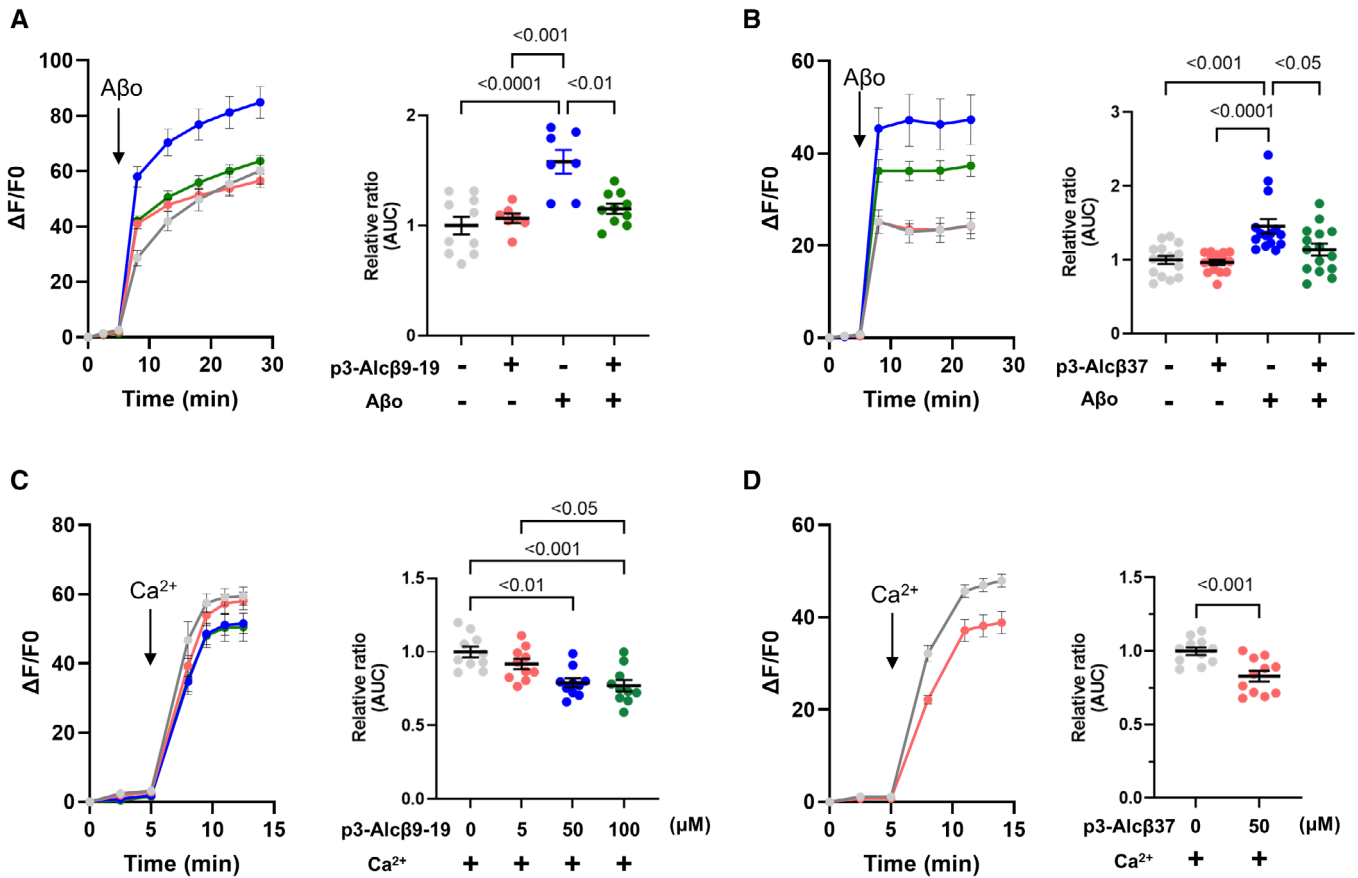 A
B
<0.001
<0.0001
<0.01
<0.001
<0.05
<0.0001
100
80
60
40
20
0
ΔF/F0
Aβo
0
10
20
30
Time (min)
2
1
0
Relative ratio
(AUC)
p3-Alcβ9-19
-
+
-
+
Aβo
-
-
+
+
60
40
20
0
ΔF/F0
Aβo
0
10
20
30
Time (min)
3
2
1
0
Relative ratio
(AUC)
p3-Alcβ37
-
+
-
+
Aβo
-
-
+
+
C
D
80
60
40
20
0
ΔF/F0
Ca²⁺
0
5
10
15
Time (min)
<0.05
<0.001
<0.01
1.5
1.0
0.5
0.0
Relative ratio
(AUC)
p3-Alcβ9-19
0
5
50
100
(μM)
Ca²⁺
+
+
+
+
60
40
20
0
ΔF/F0
Ca²⁺
0
5
10
15
Time (min)
<0.001
1.5
1.0
0.5
0.0
Relative ratio
(AUC)
p3-Alcβ37
0
50
(μM)
Ca²⁺
+
+